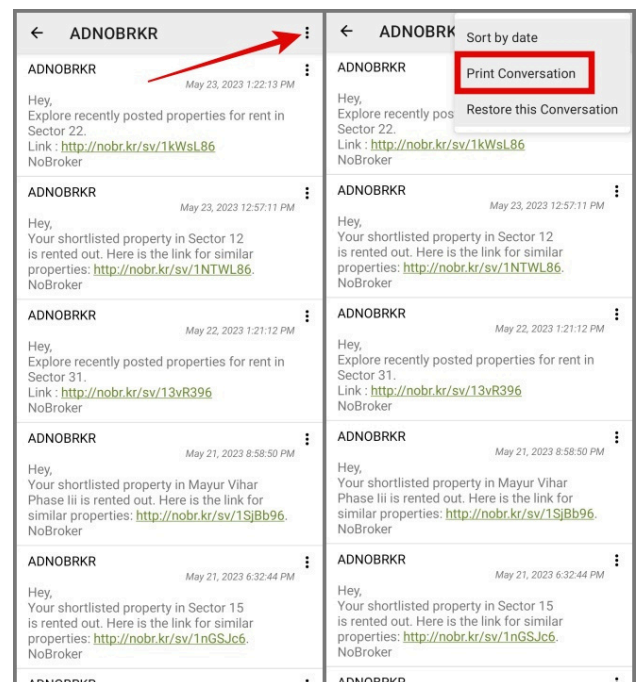 ADNOBRKR
ADNOBRKR
May 23, 2023 1:22:13 PM
Hey,
Explore recently posted properties for rent in
Sector 22.
Link : http://nobr.kr/sv/1kWsL86
NoBroker
ADNOBRKR
May 23, 2023 12:57:11 PM
Hey,
Your shortlisted property in Sector 12
is rented out. Here is the link for similar
properties: http://nobr.kr/sv/1NTWL86.
NoBroker
ADNOBRKR
May 22, 2023 1:21:12 PM
Hey,
Explore recently posted properties for rent in
Sector 31.
Link : http://nobr.kr/sv/13vR396
NoBroker
ADNOBRKR
May 21, 2023 8:58:50 PM
Hey,
Your shortlisted property in Mayur Vihar
Phase Iii is rented out. Here is the link for
similar properties: http://nobr.kr/sv/1SjBb96.
NoBroker
ADNOBRKR
May 21, 2023 6:32:44 PM
Hey,
Your shortlisted property in Sector 15
is rented out. Here is the link for similar
properties: http://nobr.kr/sv/1nGSJc6.
NoBroker
ADNOBRKR
ADNOBRK
Sort by date
Print Conversation
Restore this Conversation
ADNOBRKR
Hey,
Explore recently pos
Sector 22.
Link : http://nobr.kr/sv/1kWsL86
NoBroker
ADNOBRKR
May 23, 2023 12:57:11 PM
Hey,
Your shortlisted property in Sector 12
is rented out. Here is the link for similar
properties: http://nobr.kr/sv/1NTWL86.
NoBroker
ADNOBRKR
May 22, 2023 1:21:12 PM
Hey,
Explore recently posted properties for rent in
Sector 31.
Link : http://nobr.kr/sv/13vR396
NoBroker
ADNOBRKR
May 21, 2023 8:58:50 PM
Hey,
Your shortlisted property in Mayur Vihar
Phase Iii is rented out. Here is the link for
similar properties: http://nobr.kr/sv/1SjBb96.
NoBroker
ADNOBRKR
May 21, 2023 6:32:44 PM
Hey,
Your shortlisted property in Sector 15
is rented out. Here is the link for similar
properties: http://nobr.kr/sv/1nGSJc6.
NoBroker
ADNOBRKR